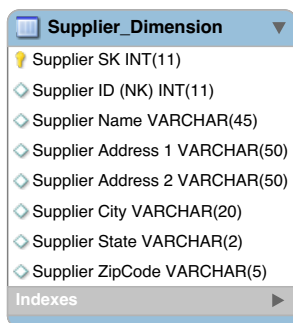 Supplier_Dimension
Supplier SK INT(11)
Supplier ID (NK) INT(11)
Supplier Name VARCHAR(45)
Supplier Address 1 VARCHAR(50)
Supplier Address 2 VARCHAR(50)
Supplier City VARCHAR(20)
Supplier State VARCHAR(2)
Supplier ZipCode VARCHAR(5)
Indexes